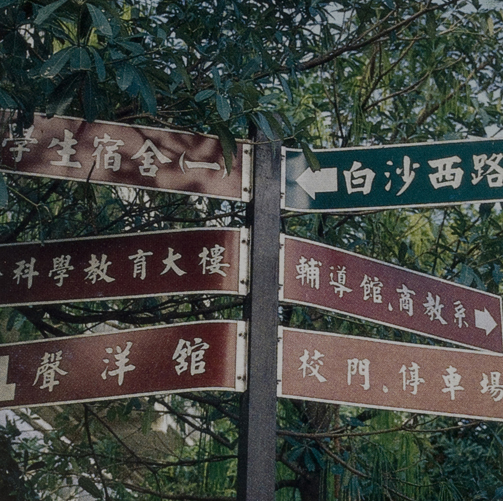 學生宿舍(一)
科學教育大樓
聲洋館
白沙西路
輔導館、商教系
校門、停車場